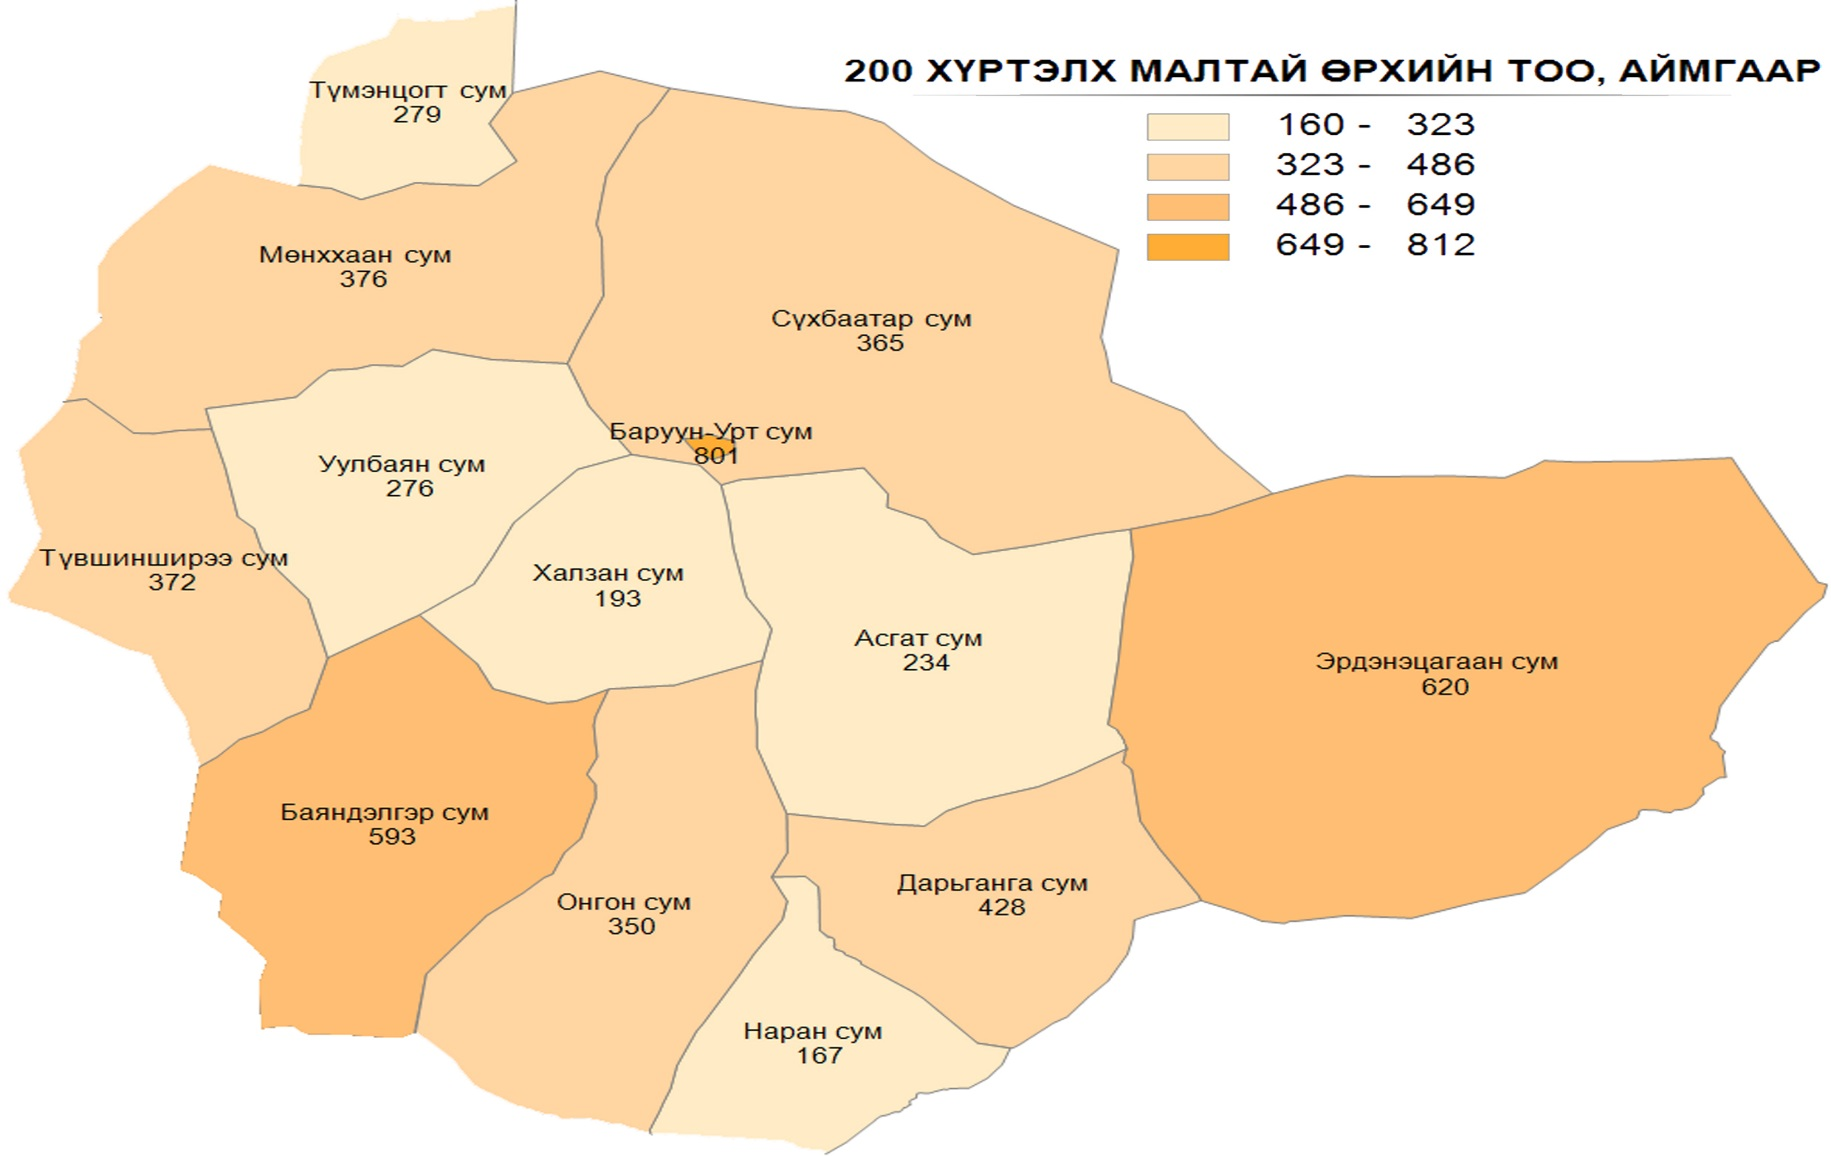 200 ХҮРТЭЛХ МАЛТАЙ ӨРХИЙН ТОО, АЙМГААР
160 - 323
323 - 486
486 - 649
649 - 812
Түмэнцогт сум
279
Мөнххаан сум
376
Сүхбаатар сум
365
Баруун-Урт сум
801
Уулбаян сум
276
Түвшинширээ сум
372
Халзан сум
193
Асгат сум
234
Эрдэнэцагаан сум
620
Баяндэлгэр сум
593
Онгон сум
350
Дарьганга сум
428
Наран сум
167